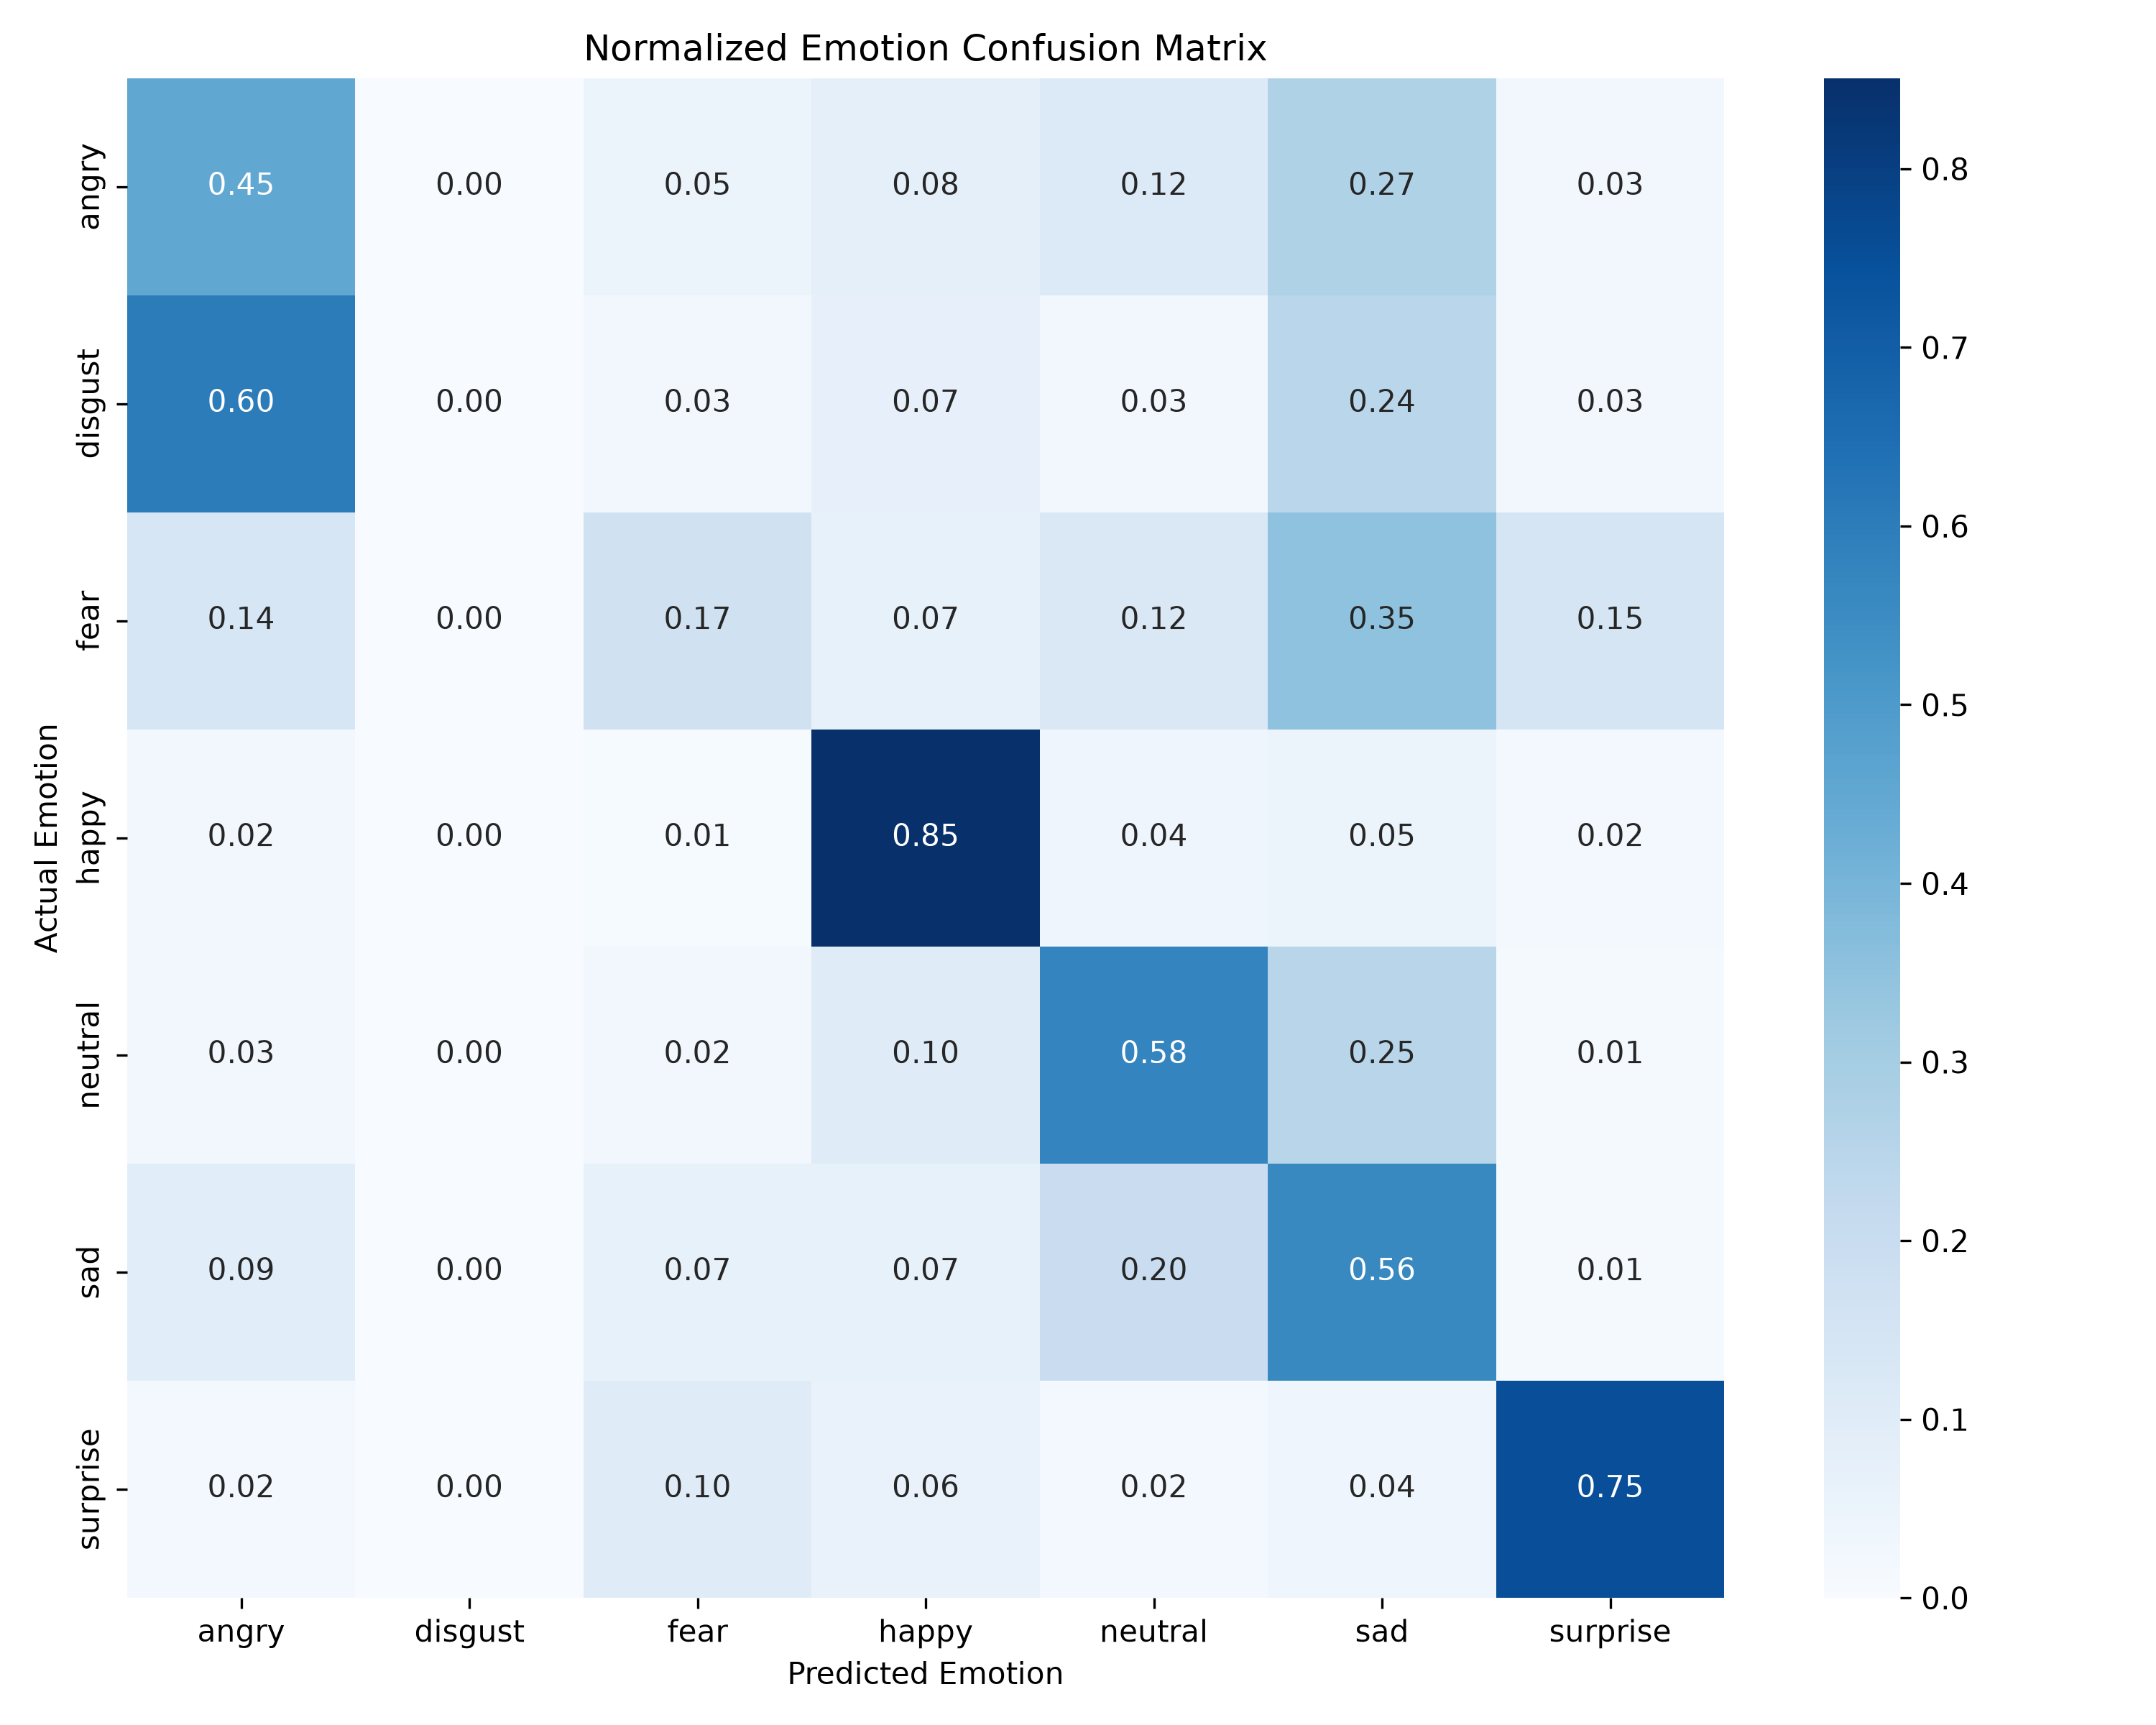 Normalized Emotion Confusion Matrix
angry 0.45 0.00 0.05 0.08 0.12 0.27 0.03
disgust 0.60 0.00 0.03 0.07 0.03 0.24 0.03
fear 0.14 0.00 0.17 0.07 0.12 0.35 0.15
happy 0.02 0.00 0.01 0.85 0.04 0.05 0.02
neutral 0.03 0.00 0.02 0.10 0.58 0.25 0.01
sad 0.09 0.00 0.07 0.07 0.20 0.56 0.01
surprise 0.02 0.00 0.10 0.06 0.02 0.04 0.75
angry disgust fear happy neutral sad surprise
Predicted Emotion
Actual Emotion
0.8
0.7
0.6
0.5
0.4
0.3
0.2
0.1
0.0